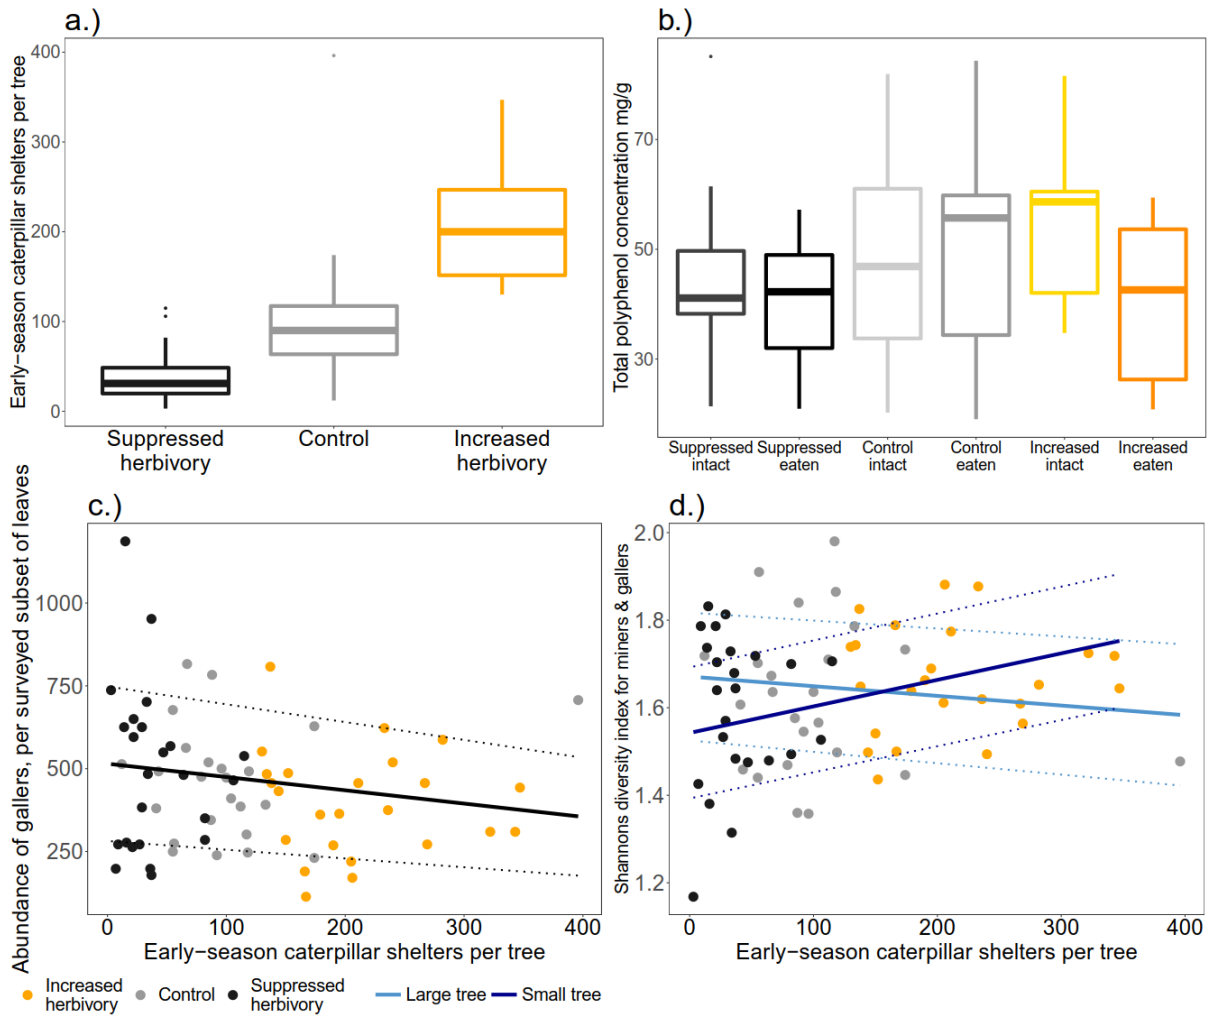 a.)
Early-season caterpillar shelters per tree
400
300
200
100
0
Suppressed
herbivory
Control
Increased
herbivory
b.)
Total polyphenol concentration mg/g
70
50
30
Suppressed
intact
Suppressed
eaten
Control
intact
Control
eaten
Increased
intact
Increased
eaten
c.)
Abundance of gallers, per surveyed subset of leaves
1000
750
500
250
0
100
200
300
400
Early-season caterpillar shelters per tree
d.)
Shannons diversity index for miners & gallers
2.0
1.8
1.6
1.4
1.2
0
100
200
300
400
Early-season caterpillar shelters per tree
Increased
herbivory
Control
Suppressed
herbivory
Large tree
Small tree